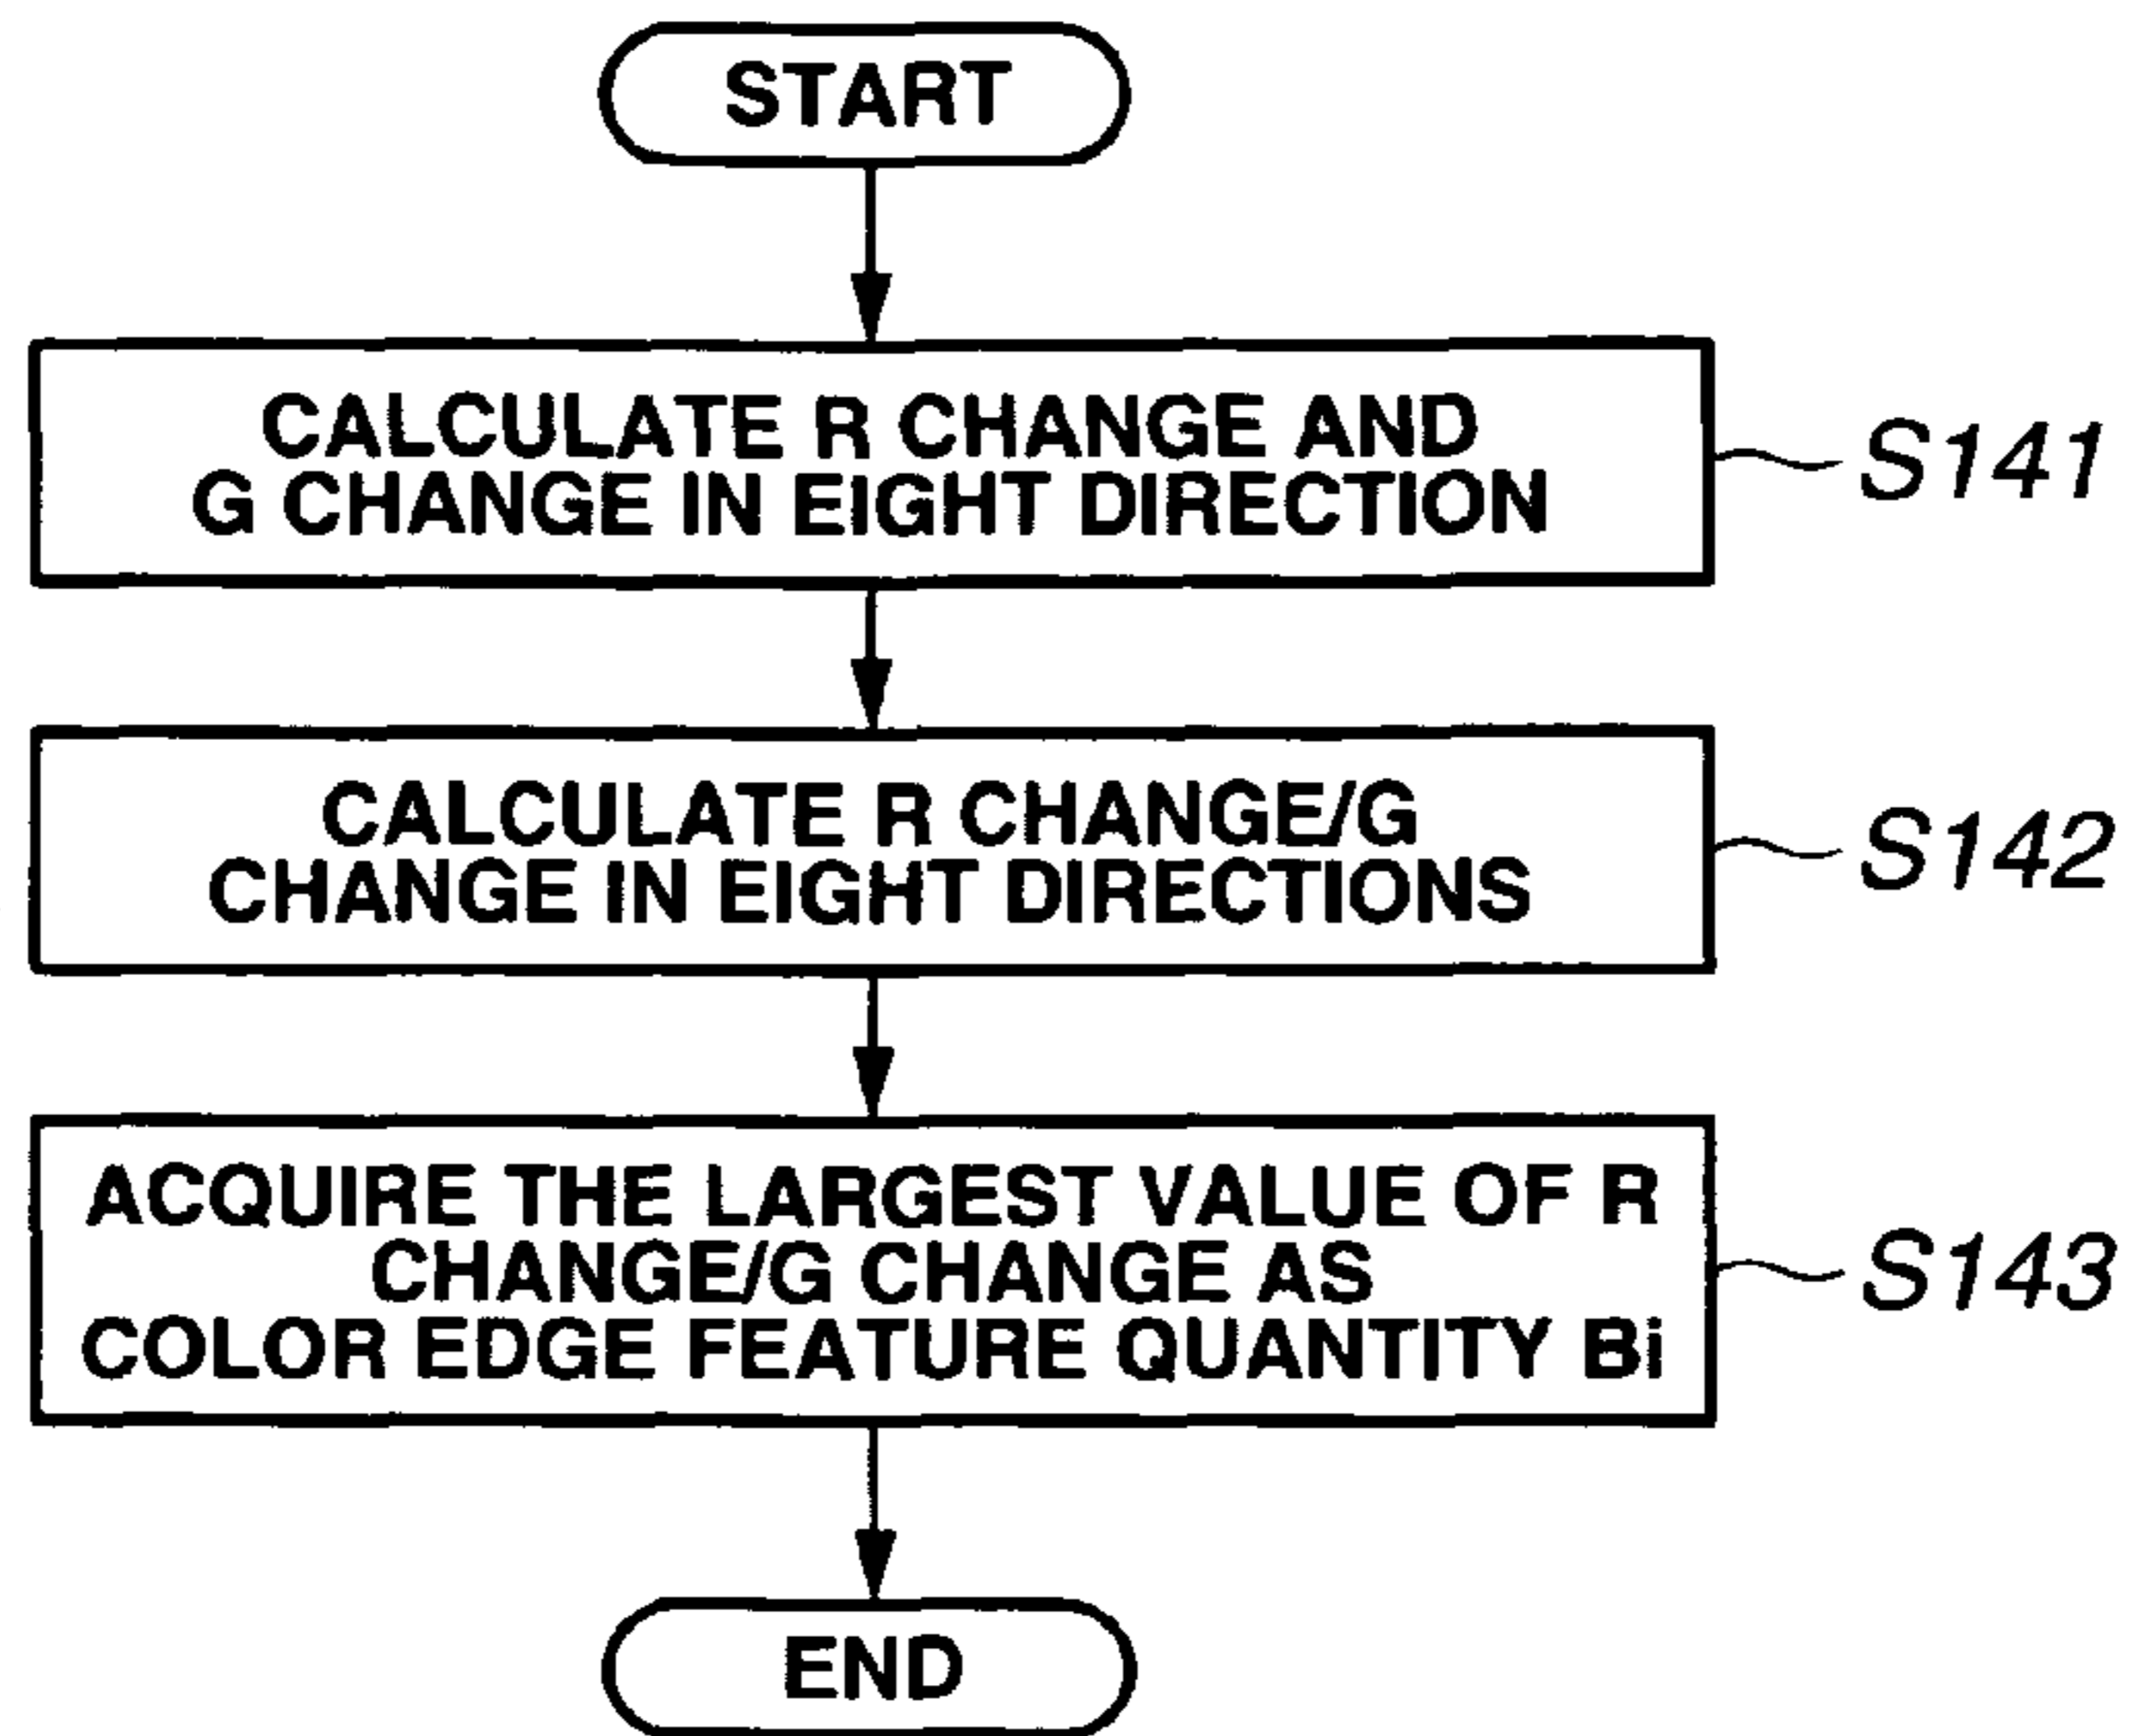 START
CALCULATE R CHANGE AND
G CHANGE IN EIGHT DIRECTION
S141
CALCULATE R CHANGE/G
CHANGE IN EIGHT DIRECTIONS
S142
ACQUIRE THE LARGEST VALUE OF R
CHANGE/G CHANGE AS
COLOR EDGE FEATURE QUANTITY Bi
S143
END